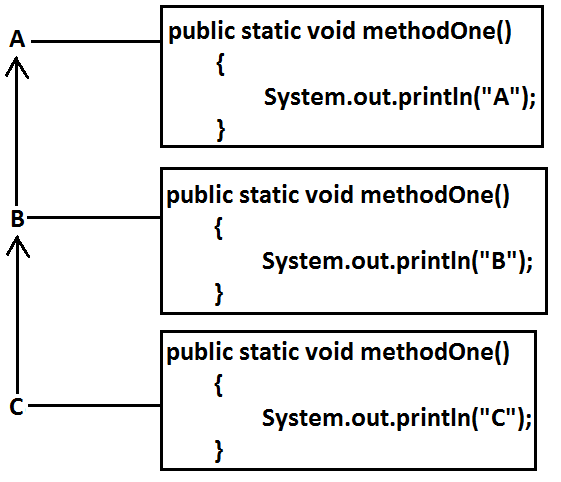 A
public static void methodOne()
{
System.out.println("A");
}
B
public static void methodOne()
{
System.out.println("B");
}
C
public static void methodOne()
{
System.out.println("C");
}